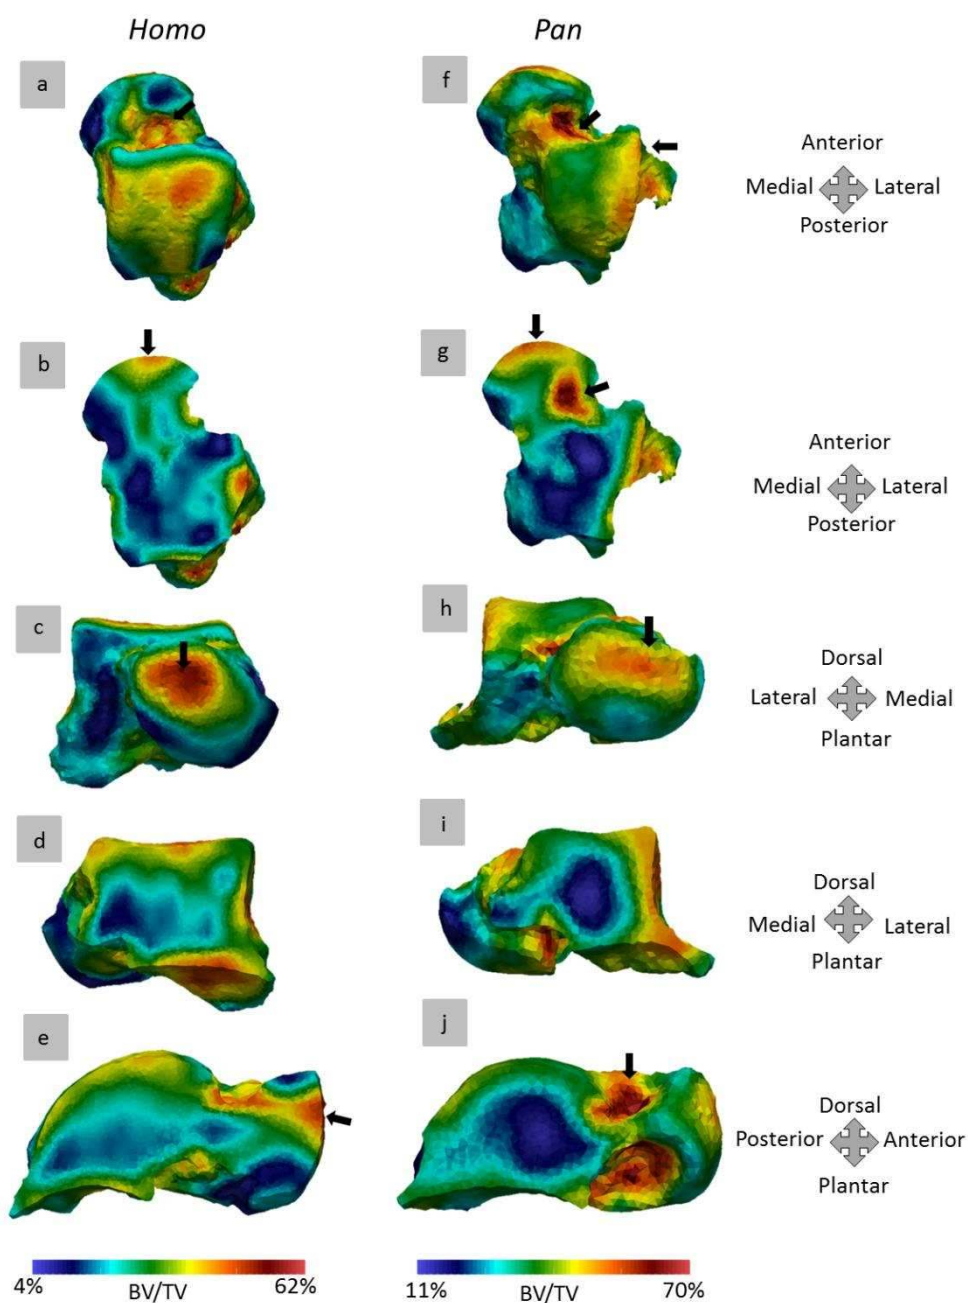 Homo Pan
a f
Anterior
Medial Lateral
Posterior
b g
Anterior
Medial Lateral
Posterior
c h
Dorsal
Lateral Medial
Plantar
d i
Dorsal
Medial Lateral
Plantar
e j
Dorsal
Posterior Anterior
Plantar
4% BV/TV 62% 11% BV/TV 70%